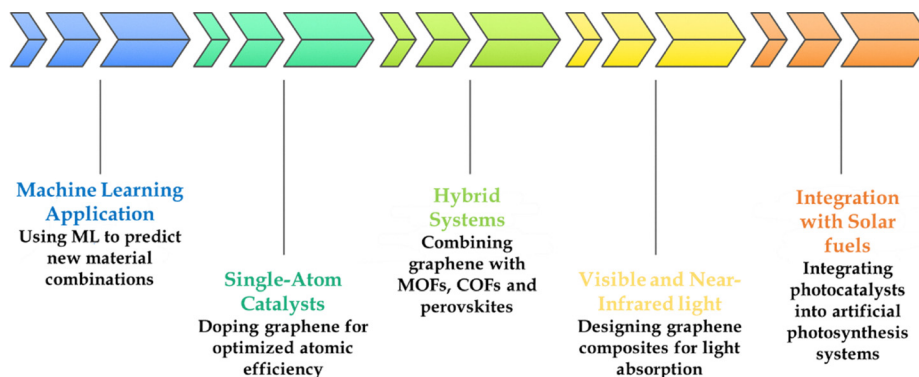 Machine Learning
Application
Using ML to predict
new material
combinations
Single-Atom
Catalysts
Doping graphene for
optimized atomic
efficiency
Hybrid
Systems
Combining
graphene with
MOFs, COFs and
perovskites
Visible and Near-
Infrared light
Designing graphene
composites for light
absorption
Integration
with Solar
fuels
Integrating
photocatalysts
into artificial
photosynthesis
systems